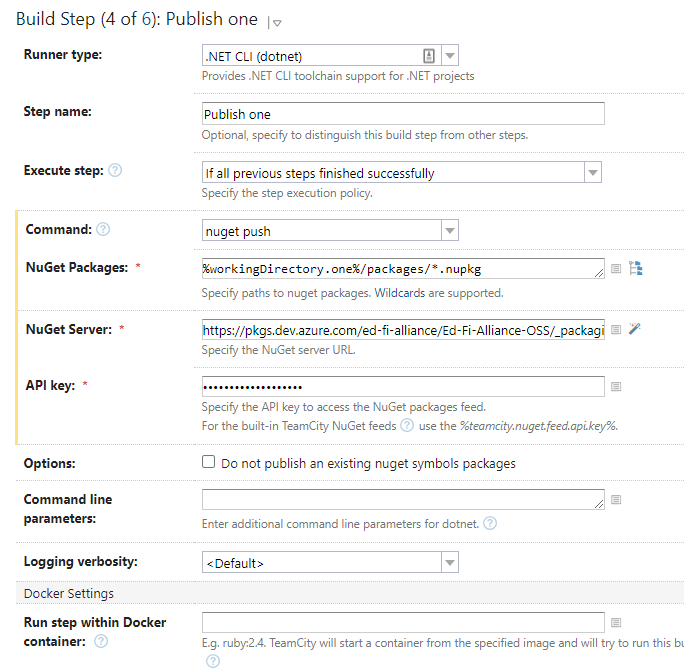 Build Step (4 of 6): Publish one
Runner type:
.NET CLI (dotnet)
Provides .NET CLI toolchain support for .NET projects
Step name:
Publish one
Optional, specify to distinguish this build step from other steps.
Execute step:
If all previous steps finished successfully
Specify the step execution policy.
Command:
nuget push
NuGet Packages: *
%workingDirectory.one%/packages/*.nupkg
Specify paths to nuget packages. Wildcards are supported.
NuGet Server: *
https://pkgs.dev.azure.com/ed-fi-alliance/Ed-Fi-Alliance-OSS/_packagi
Specify the NuGet server URL.
API key: *
•••••••••••••••••••
Specify the API key to access the NuGet packages feed.
For the built-in TeamCity NuGet feeds ? use the %teamcity.nuget.feed.api.key%.
Options:
Do not publish an existing nuget symbols packages
Command line
parameters:
Enter additional command line parameters for dotnet.
Logging verbosity:
<Default>
Docker Settings
Run step within Docker
container:
E.g. ruby:2.4. TeamCity will start a container from the specified image and will try to run this bu